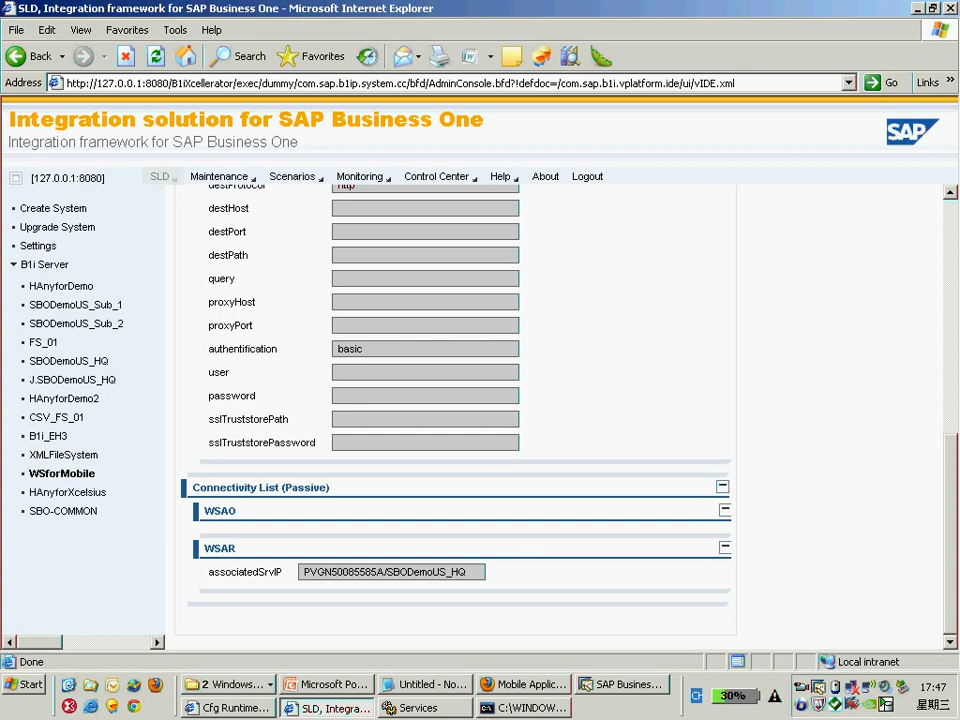 SLD, Integration framework for SAP Business One - Microsoft Internet Explorer
File Edit View Favorites Tools Help
Back Search Favorites
Address http://127.0.0.1:8080/B1iXcellerator/exec/dummy/com.sap.b1ip.system.cc/bfd/AdminConsole.bfd?!defdoc=/com.sap.b1i.vplatform.ide/ui/vIDE.xml Go Links »
Integration solution for SAP Business One
Integration framework for SAP Business One
SAP
[127.0.0.1:8080] SLD Maintenance Scenarios Monitoring Control Center Help About Logout
destProtocol http
Create System destHost
Upgrade System destPort
Settings destPath
B1i Server query
HAnyforDemo
SBODemoUS_Sub_1 proxyHost
SBODemoUS_Sub_2 proxyPort
FS_01 authentification basic
SBODemoUS_HQ user
J.SBODemoUS_HQ
HAnyforDemo2 password
CSV_FS_01 sslTruststorePath
B1i_EH3 sslTruststorePassword
XMLFileSystem
WSforMobile
HAnyforXcelsius Connectivity List (Passive)
SBO-COMMON WSAO
WSAR
associatedSrvIP PVGN50085585A/SBODemoUS_HQ
Done Local intranet
Start 2 Windows... Microsoft Po... Untitled - No... Mobile Applic... SAP Busines... 30% 17:47
Cfg Runtime... SLD, Integra... Services C:\WINDOW... 星期三